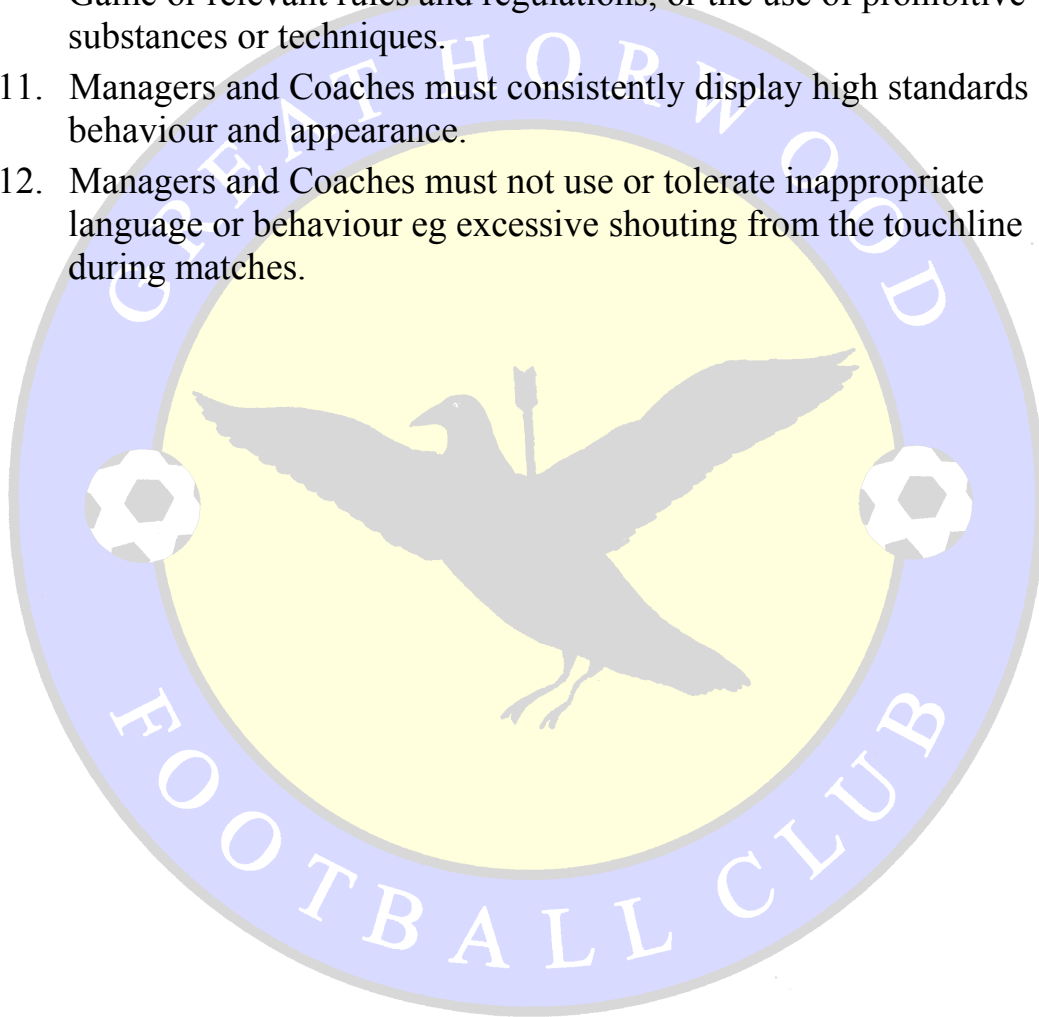 Game or relevant rules and regulations, or the use of prohibitive
substances or techniques.
11. Managers and Coaches must consistently display high standards
behaviour and appearance.
12. Managers and Coaches must not use or tolerate inappropriate
language or behaviour eg excessive shouting from the touchline
during matches.
GREAT HORWOOD
FOOTBALL CLUB